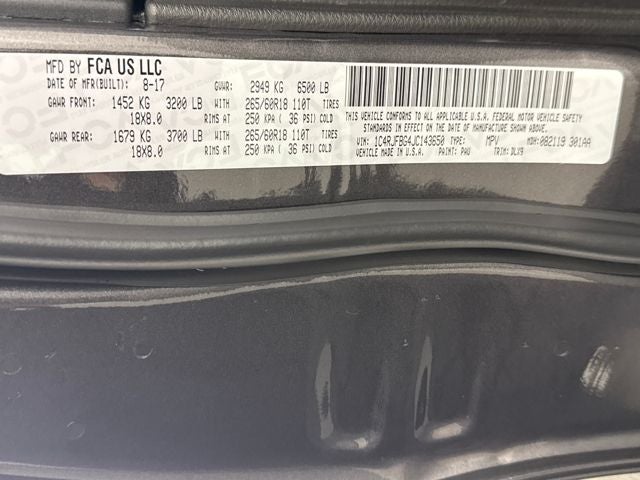 MFD BY FCA US LLC
DATE OF MFR(BUILT): 8-17 GVWR: 2949 KG 6500 LB
GAWR FRONT: 1452 KG 3200 LB WITH 265/60R18 110T TIRES
18X8.0 RIMS AT 250 KPA ( 36 PSI) COLD
GAWR REAR: 1679 KG 3700 LB WITH 265/60R18 110T TIRES
18X8.0 RIMS AT 250 KPA ( 36 PSI) COLD
THIS VEHICLE CONFORMS TO ALL APPLICABLE U.S.A. FEDERAL MOTOR VEHICLE SAFETY
STANDARDS IN EFFECT ON THE DATE OF MANUFACTURE SHOWN ABOVE.
VIN: 1C4RJFBG4JC143650 TYPE: MPV MDH: 082119 301AA
VEHICLE MADE IN U.S.A. PAINT: PAU TRIM: DLX9